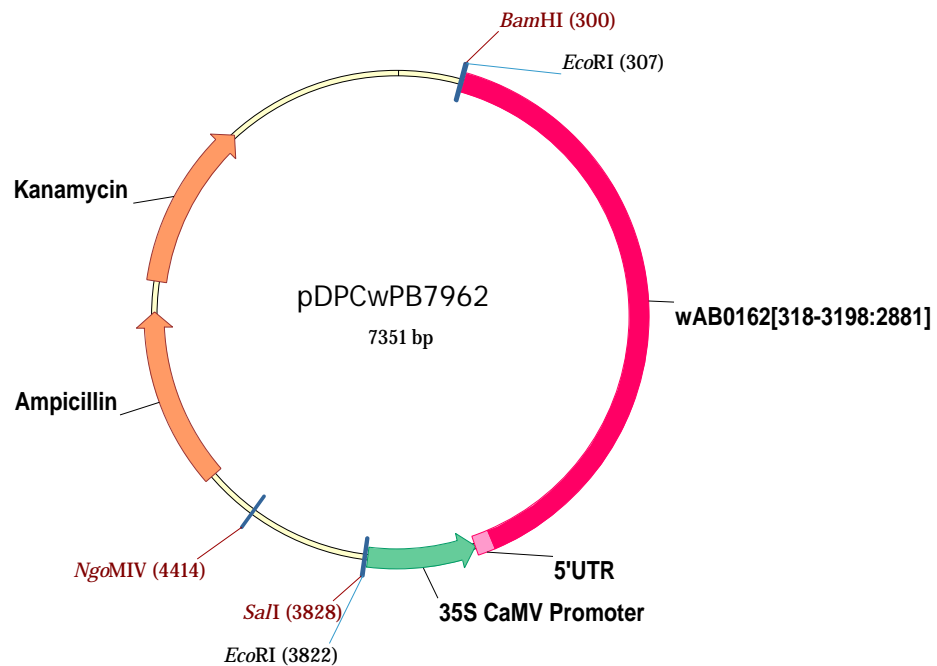 BamHI (300)
EcoRI (307)
Kanamycin
pDPCwPB7962
7351 bp
wAB0162[318-3198:2881]
Ampicillin
NgoMIV (4414)
5'UTR
SalI (3828)
35S CaMV Promoter
EcoRI (3822)